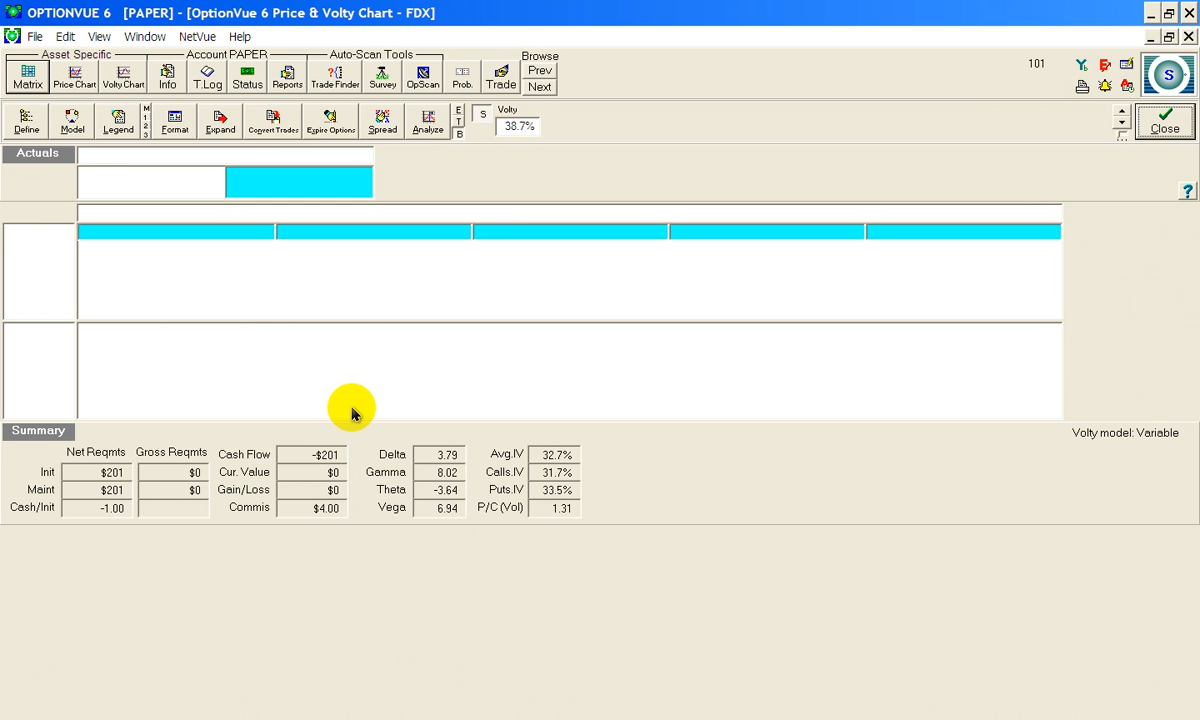 OPTIONVUE 6   [PAPER] - [OptionVue 6 Price & Volty Chart - FDX]
File Edit View Window NetVue Help
Asset Specific Account PAPER Auto-Scan Tools Browse
Matrix Price Chart Volty Chart Info T.Log Status Reports Trade Finder Survey OpScan Prob. Trade Prev
Next
101
S
Define Model Legend M 1 2 3 Format Expand Convert Trades Expire Options Spread Analyze E T B S Volty
38.7%
Close
Actuals
?
Summary
Volty model: Variable
Net Reqmts Gross Reqmts Cash Flow -$201 Delta 3.79 Avg.IV 32.7%
Init $201 $0 Cur. Value $0 Gamma 8.02 Calls.IV 31.7%
Maint $201 $0 Gain/Loss $0 Theta -3.64 Puts.IV 33.5%
Cash/Init -1.00 Commis $4.00 Vega 6.94 P/C (Vol) 1.31